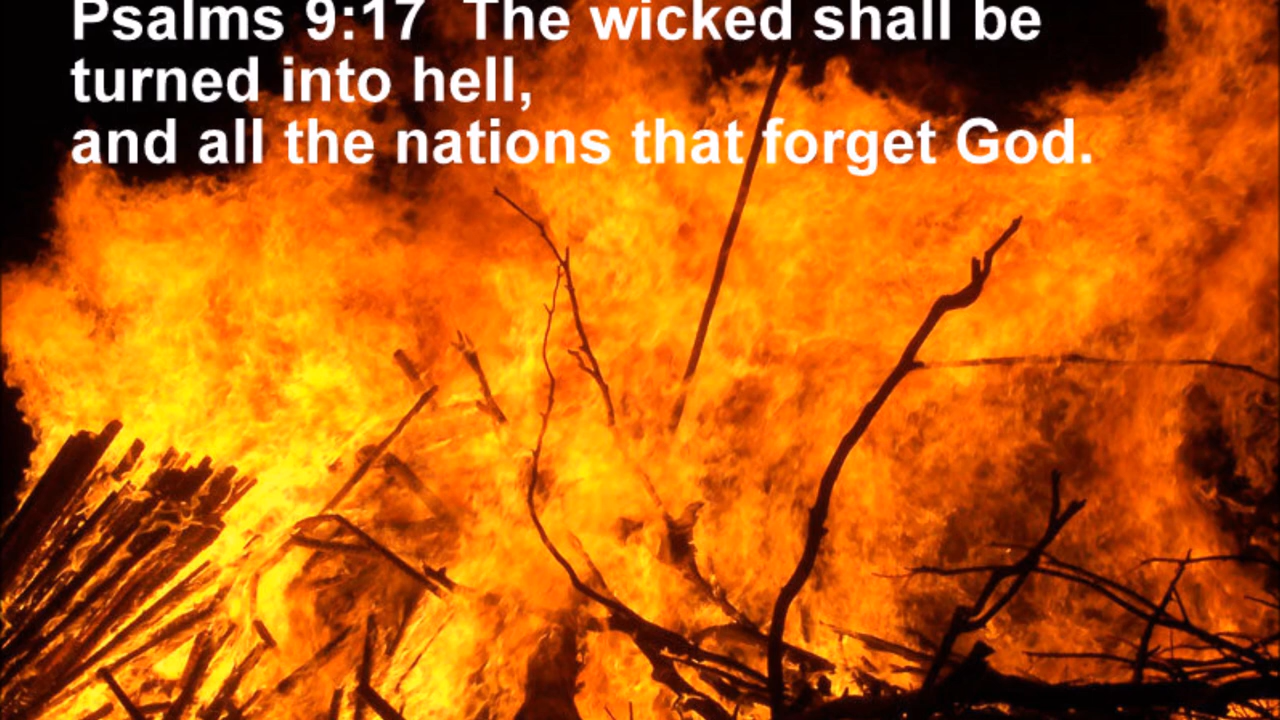 Psalms 9:17  The wicked shall be
turned into hell,
and all the nations that forget God.